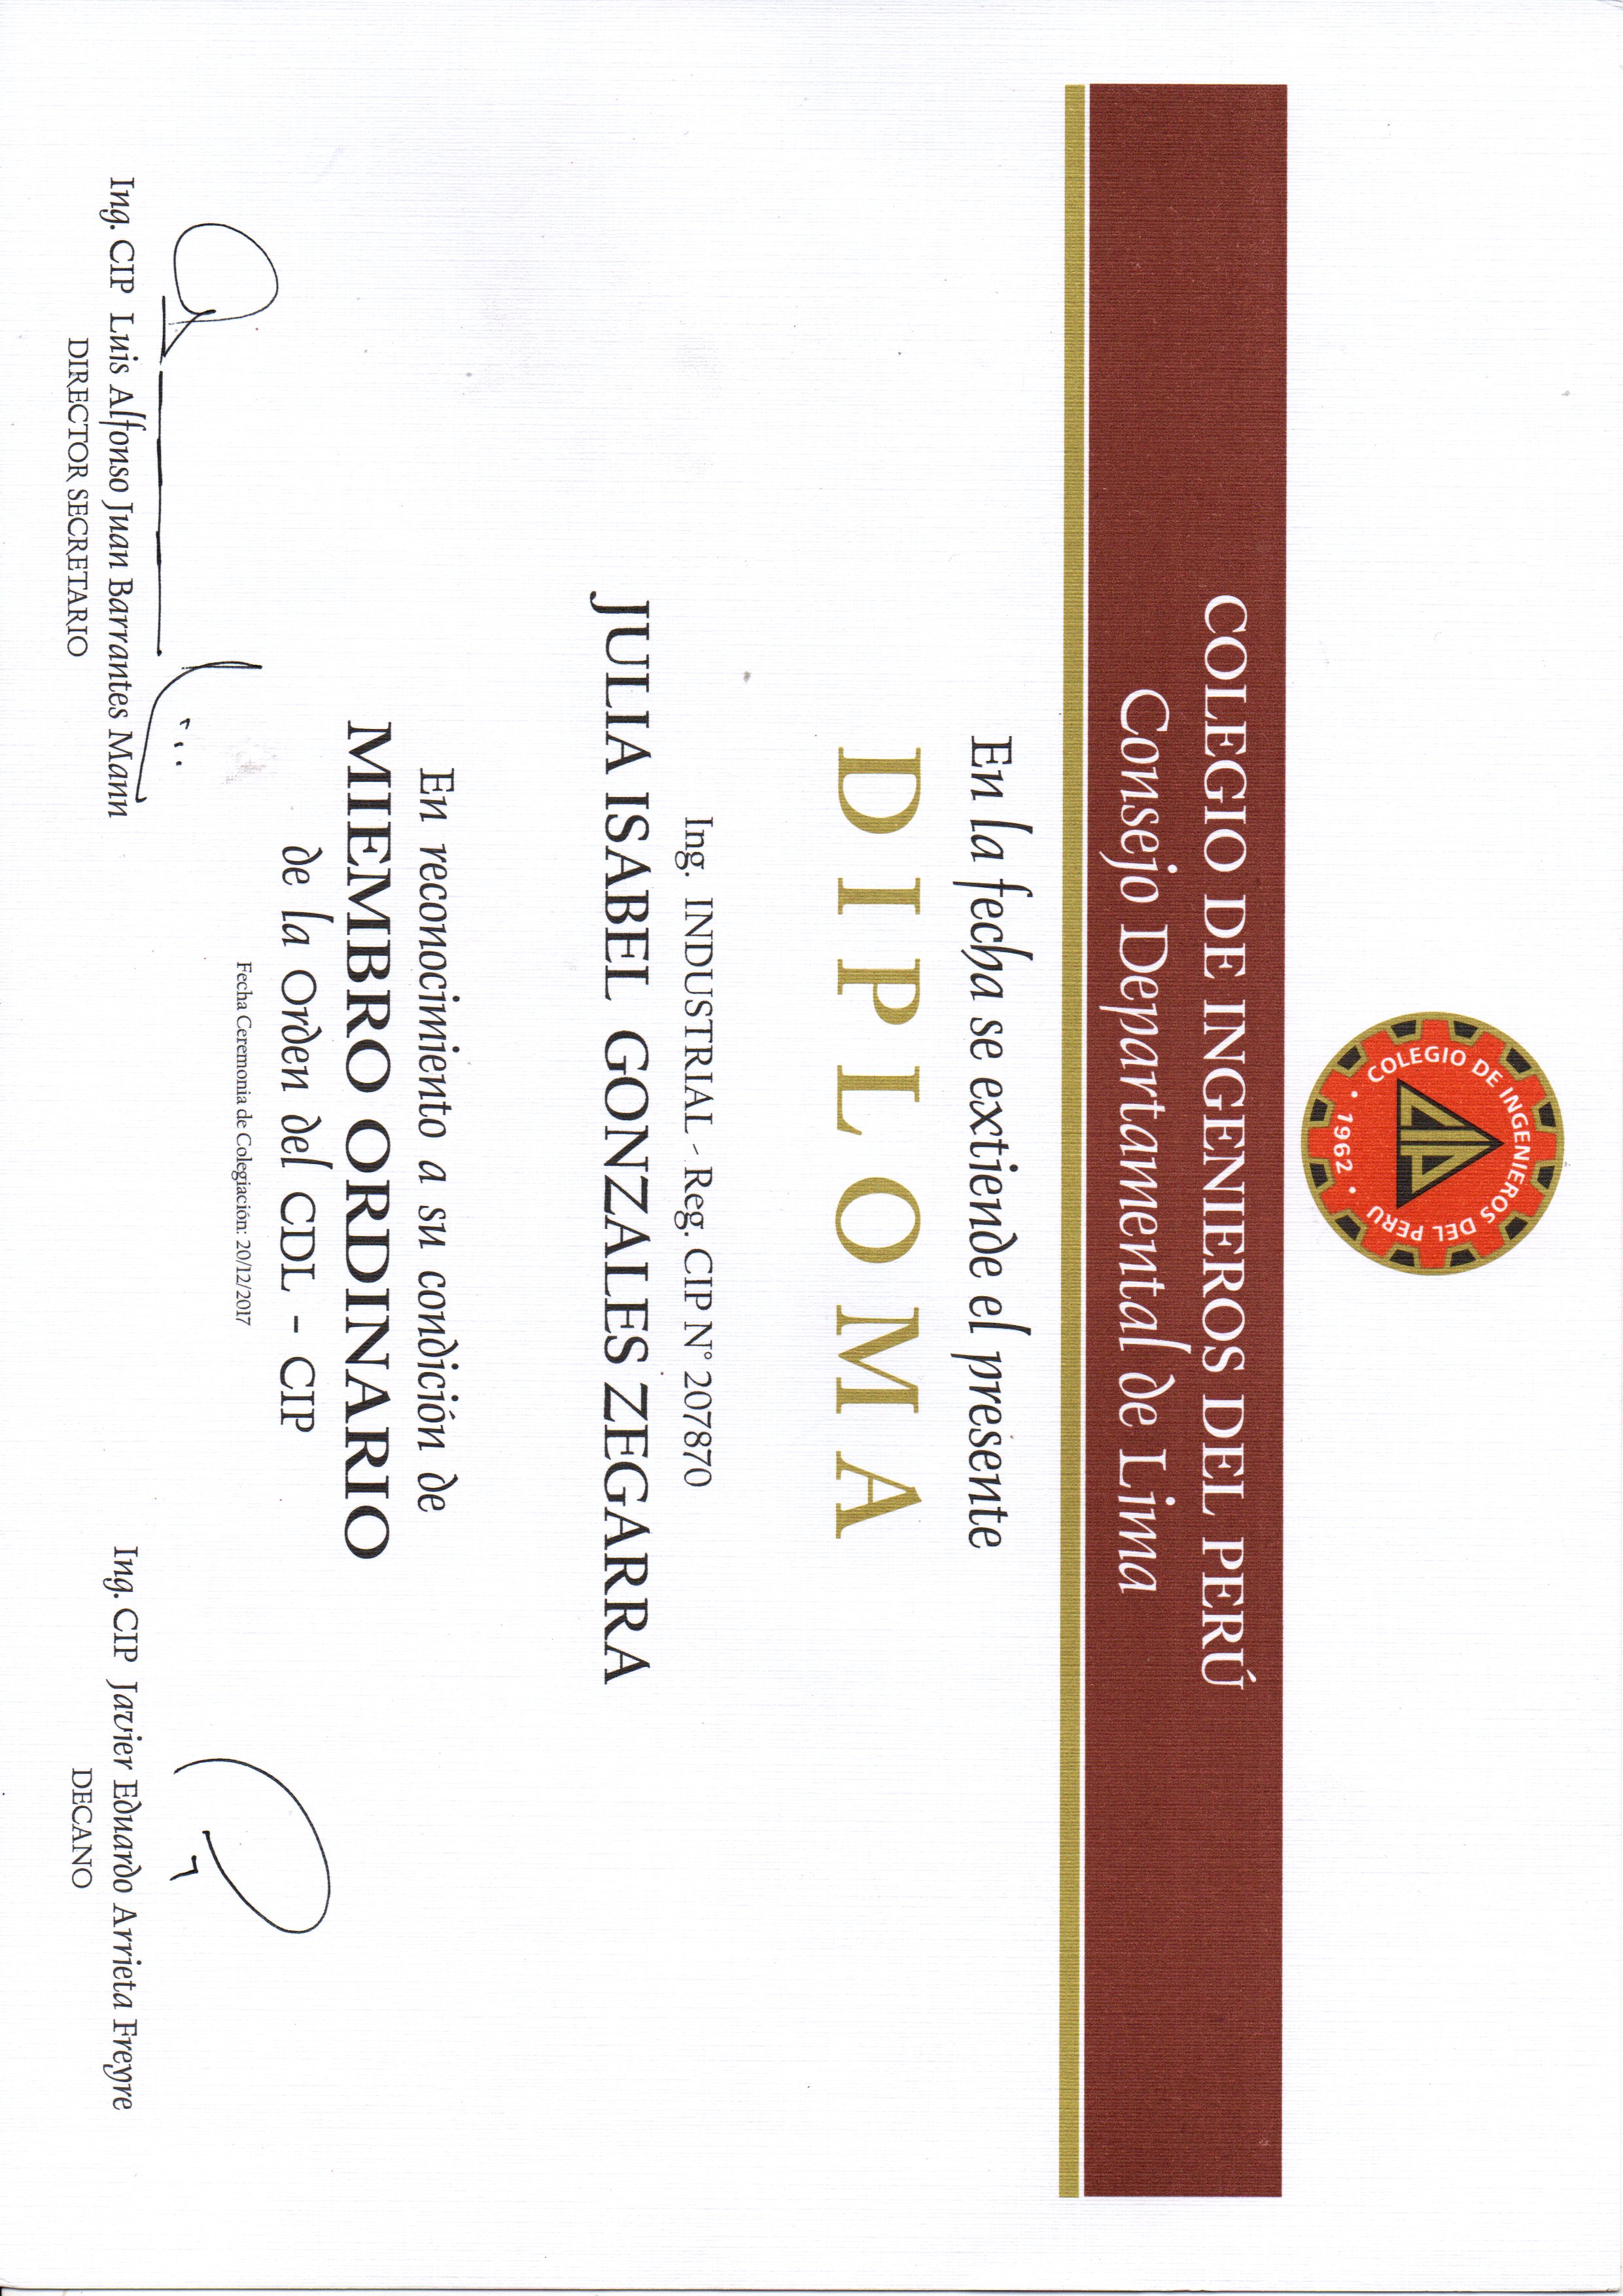 COLEGIO DE INGENIEROS DEL PERU
CIP
• 1962 •
COLEGIO DE INGENIEROS DEL PERÚ
Consejo Departamental de Lima
En la fecha se extiende el presente
DIPLOMA
Ing. INDUSTRIAL - Reg. CIP N° 207870
JULIA ISABEL GONZALES ZEGARRA
En reconocimiento a su condición de
MIEMBRO ORDINARIO
de la Orden del CDL - CIP
Fecha Ceremonia de Colegiación: 20/12/2017
Ing. CIP Luis Alfonso Juan Barrantes Mann
DIRECTOR SECRETARIO
Ing. CIP Javier Eduardo Arrieta Freyre
DECANO